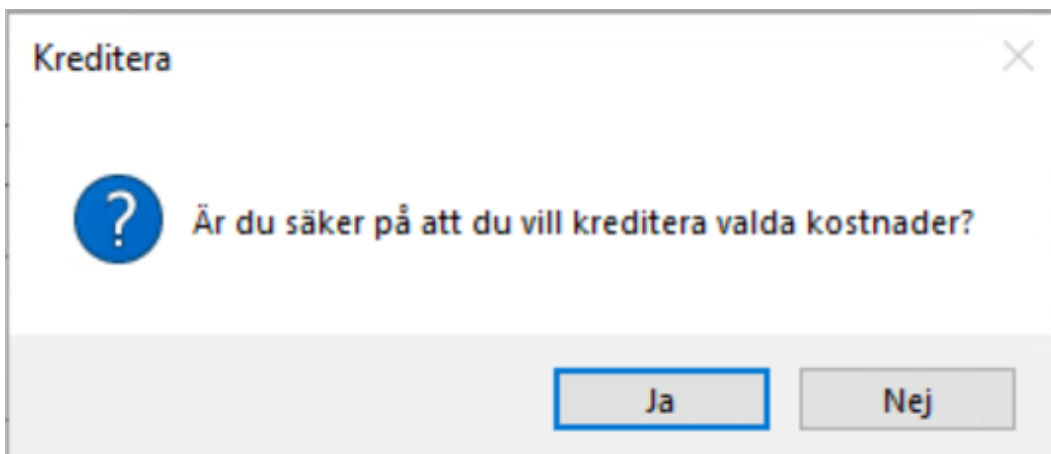 Kreditera
Är du säker på att du vill kreditera valda kostnader?
Ja
Nej